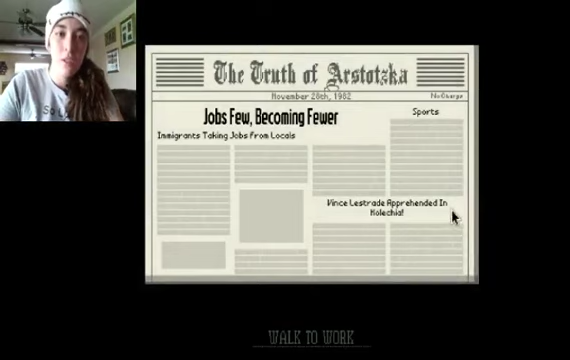 The Truth of Arstotzka
November 28th, 1982
No Charge
Jobs Few, Becoming Fewer
Immigrants Taking Jobs From Locals
Sports
Vince Lestrade Apprehended In
Kolechia!
WALK TO WORK